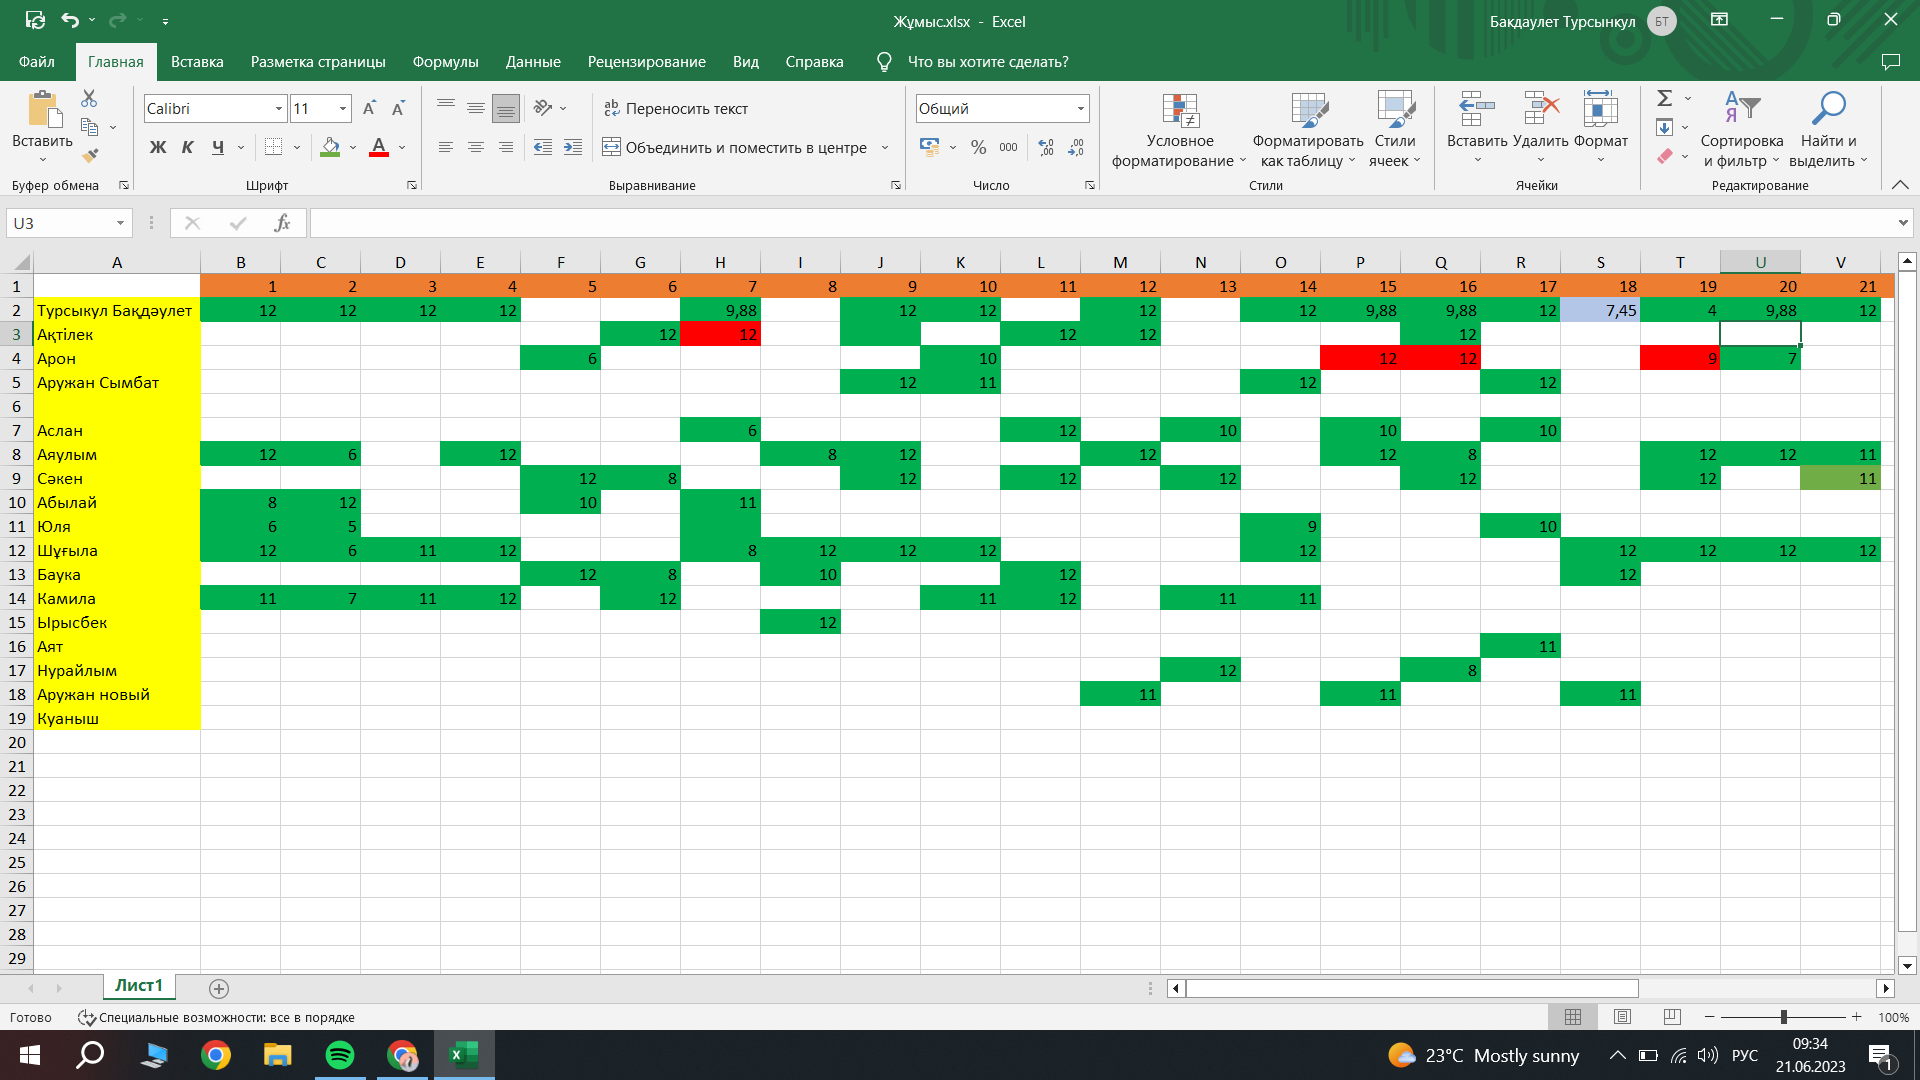 Жұмыс.xlsx - Excel
Бакдаулет Турсынкул БТ
Файл Главная Вставка Разметка страницы Формулы Данные Рецензирование Вид Справка Что вы хотите сделать?
Вставить
Буфер обмена
Calibri 11
Ж К Ч
Шрифт
Переносить текст
Объединить и поместить в центре
Выравнивание
Общий
% 000
Число
Условное форматирование
Форматировать как таблицу
Стили ячеек
Стили
Вставить Удалить Формат
Ячейки
Сортировка и фильтр
Найти и выделить
Редактирование
U3 fx
A B C D E F G H I J K L M N O P Q R S T U V
1 1 2 3 4 5 6 7 8 9 10 11 12 13 14 15 16 17 18 19 20 21
2 Турсыкул Бақдәулет 12 12 12 12 9,88 12 12 12 12 9,88 9,88 12 7,45 4 9,88 12
3 Ақтілек 12 12 12 12 12
4 Арон 6 10 12 12 9 7
5 Аружан Сымбат 12 11 12 12
6
7 Аслан 6 12 10 10 10
8 Аяулым 12 6 12 8 12 12 12 8 12 12 11
9 Сәкен 12 8 12 12 12 12 12 11
10 Абылай 8 12 10 11
11 Юля 6 5 9 10
12 Шұғыла 12 6 11 12 8 12 12 12 12 12 12 12 12
13 Баука 12 8 10 12 12
14 Камила 11 7 11 12 12 11 12 11 11
15 Ырысбек 12
16 Аят 11
17 Нурайлым 12 8
18 Аружан новый 11 11 11
19 Куаныш
20
21
22
23
24
25
26
27
28
29
Лист1
Готово Специальные возможности: все в порядке 100%
23°C Mostly sunny РУС 09:34
21.06.2023 1